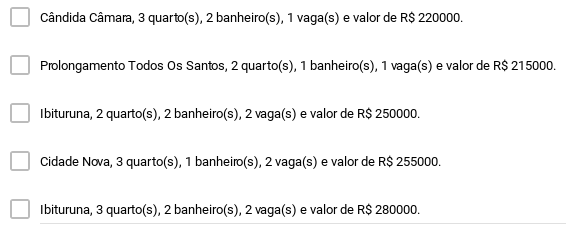 Cândida Câmara, 3 quarto(s), 2 banheiro(s), 1 vaga(s) e valor de R$ 220000.
Prolongamento Todos Os Santos, 2 quarto(s), 1 banheiro(s), 1 vaga(s) e valor de R$ 215000.
Ibituruna, 2 quarto(s), 2 banheiro(s), 2 vaga(s) e valor de R$ 250000.
Cidade Nova, 3 quarto(s), 1 banheiro(s), 2 vaga(s) e valor de R$ 255000.
Ibituruna, 3 quarto(s), 2 banheiro(s), 2 vaga(s) e valor de R$ 280000.